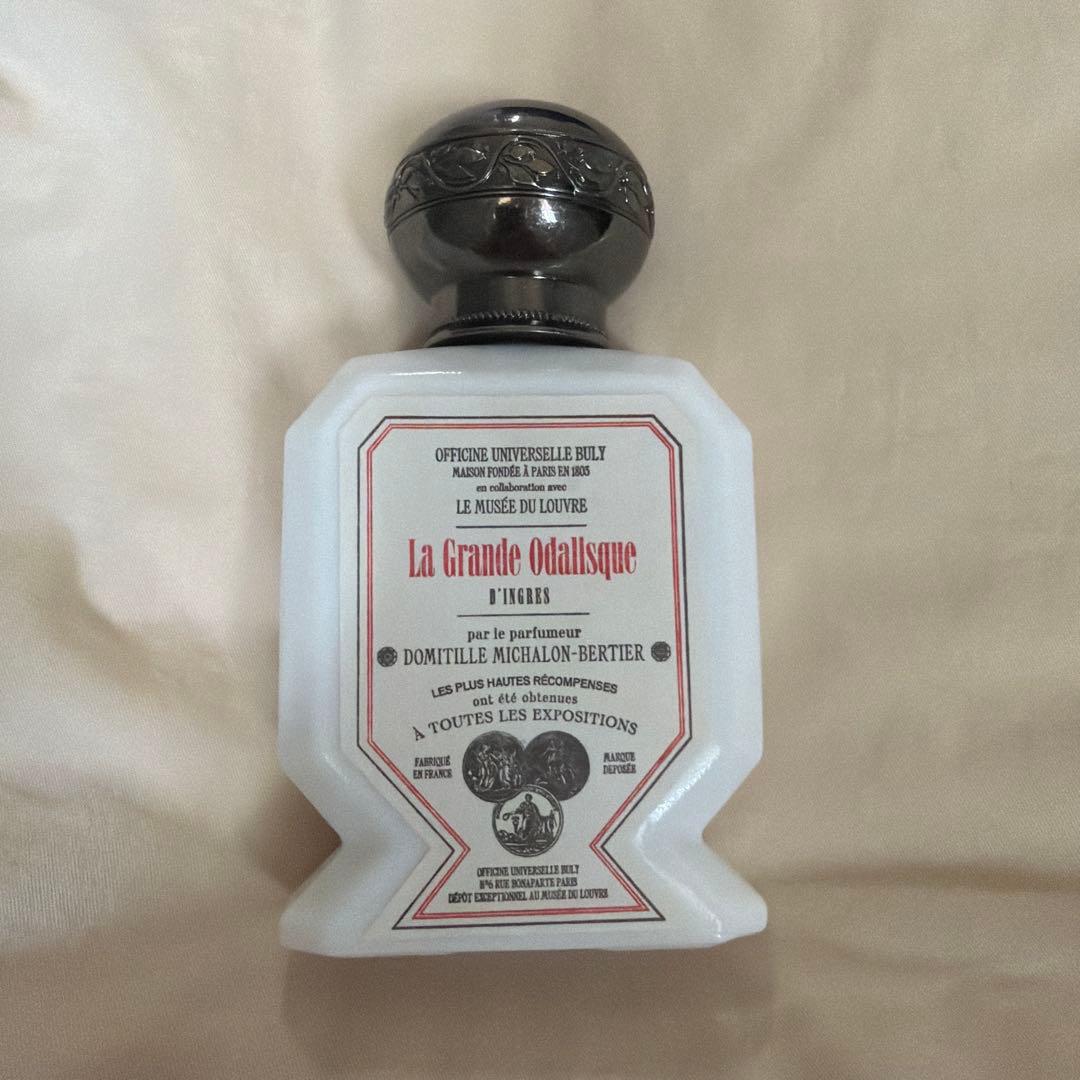 OFFICINE UNIVERSELLE BULY
MAISON FONDÉE À PARIS EN 1803
en collaboration avec
LE MUSÉE DU LOUVRE
La Grande Odalisque
D'INGRES
par le parfumeur
DOMITILLE MICHALON-BERTIER
LES PLUS HAUTES RÉCOMPENSES
ont été obtenues
À TOUTES LES EXPOSITIONS
FABRIQUÉ
EN FRANCE
MARQUE
DEPOSÉE
OFFICINE UNIVERSELLE BULY
N°6 RUE BONAPARTE PARIS
DÉPÔT EXCEPTIONNEL AU MUSÉE DU LOUVRE